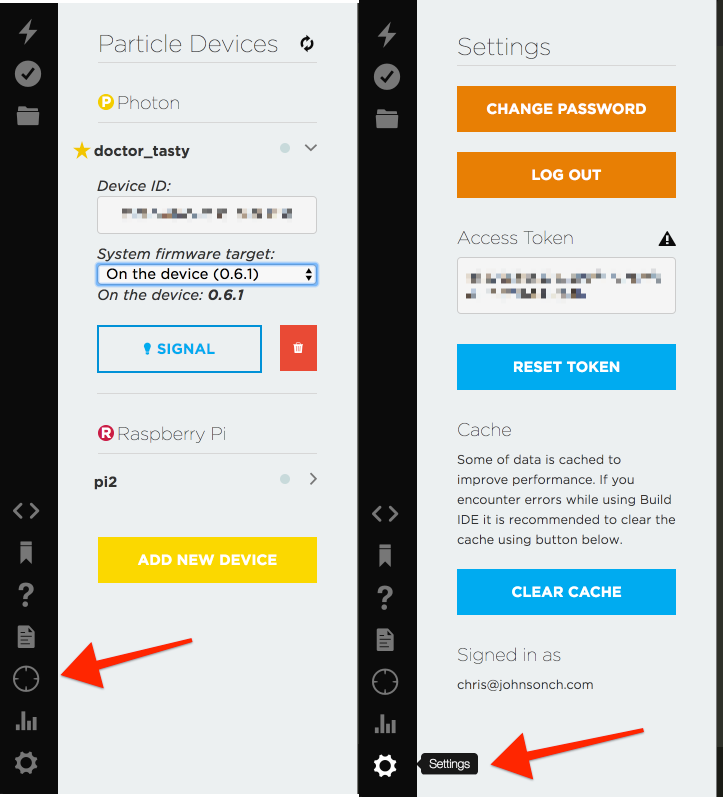 Particle Devices
P Photon
doctor_tasty
Device ID:
System firmware target:
On the device (0.6.1)
On the device: 0.6.1
SIGNAL
R Raspberry Pi
pi2
ADD NEW DEVICE
?
Settings
CHANGE PASSWORD
LOG OUT
Access Token
RESET TOKEN
Cache
Some of data is cached to
improve performance. If you
encounter errors while using Build
IDE it is recommended to clear the
cache using button below.
CLEAR CACHE
Signed in as
chris@johnsonch.com
?
Settings